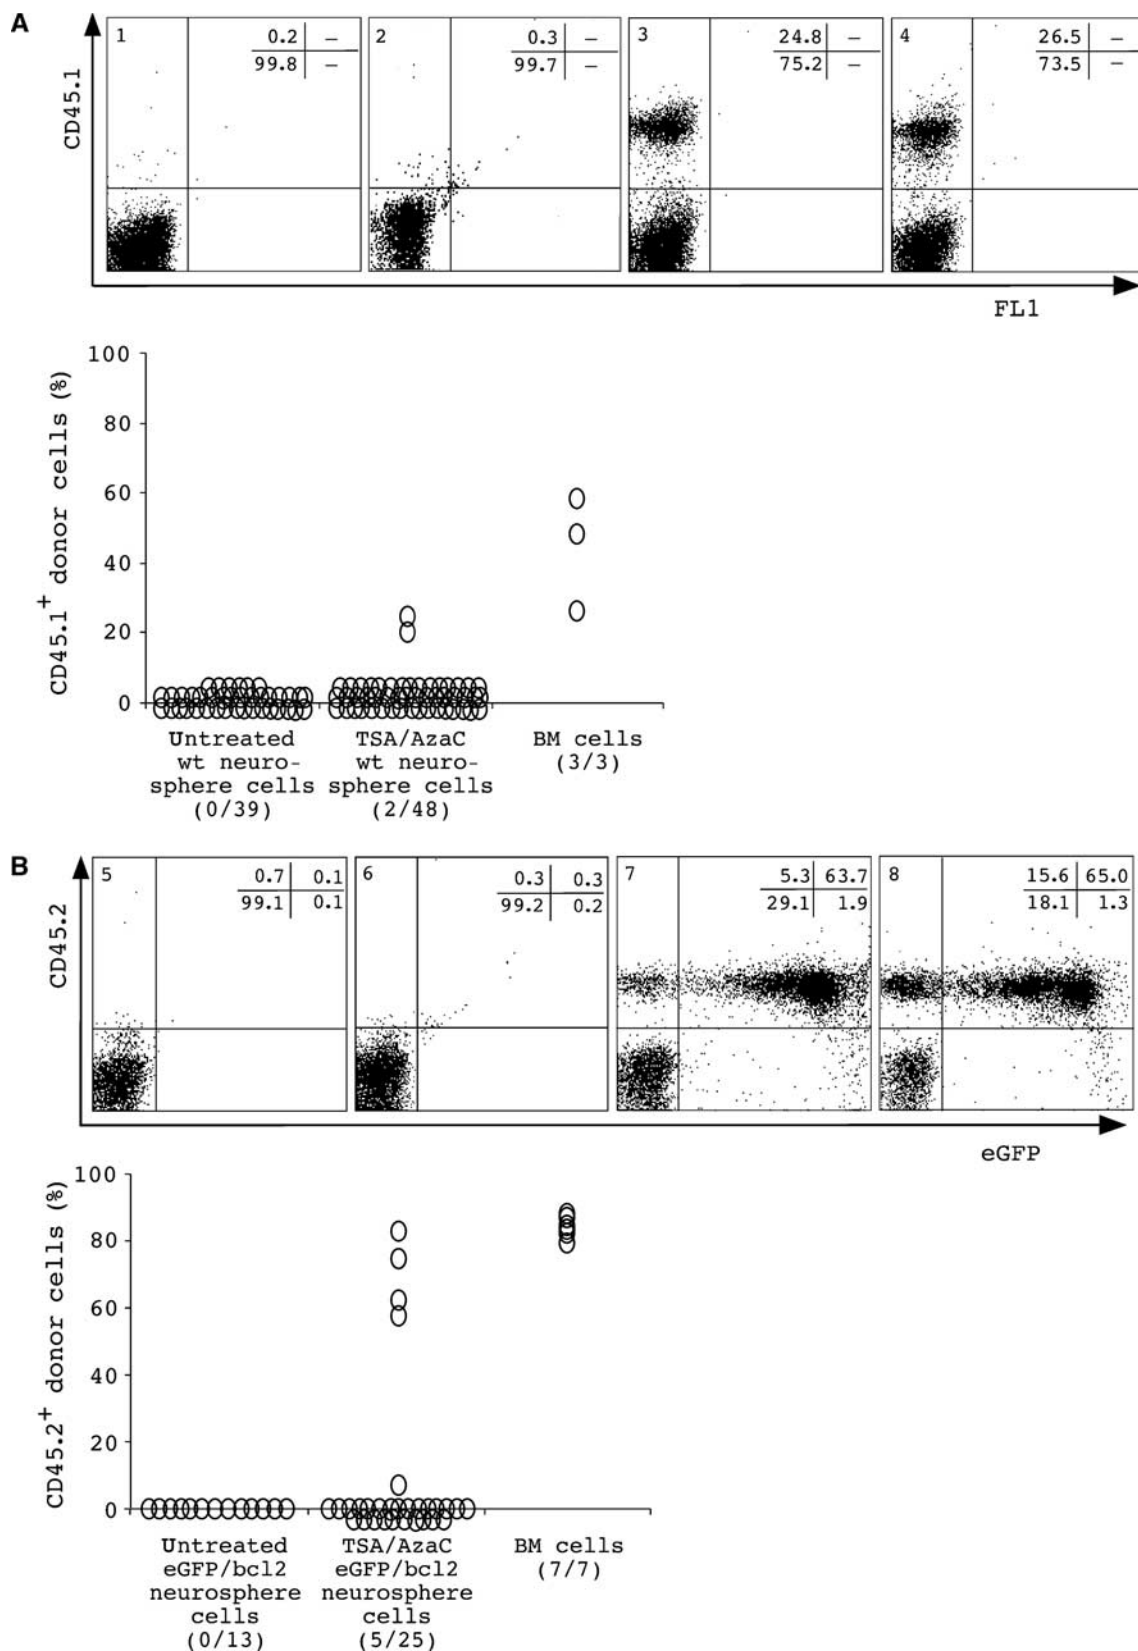 A
1
0.2 —
99.8 —
2
0.3 —
99.7 —
3
24.8 —
75.2 —
4
26.5 —
73.5 —
CD45.1
FL1
CD45.1+ donor cells (%)
100
80
60
40
20
0
Untreated
wt neuro-
sphere cells
(0/39)
TSA/AzaC
wt neuro-
sphere cells
(2/48)
BM cells
(3/3)
B
5
0.7 0.1
99.1 0.1
6
0.3 0.3
99.2 0.2
7
5.3 63.7
29.1 1.9
8
15.6 65.0
18.1 1.3
CD45.2
eGFP
CD45.2+ donor cells (%)
100
80
60
40
20
0
Untreated
eGFP/bcl2
neurosphere
cells
(0/13)
TSA/AzaC
eGFP/bcl2
neurosphere
cells
(5/25)
BM cells
(7/7)